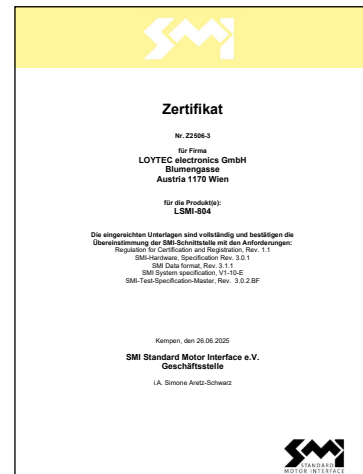 SMI
Zertifikat
Nr. Z2506-3
für Firma
LOYTEC electronics GmbH
Blumengasse
Austria 1170 Wien
für die Produkt(e):
LSMI-804
Die eingereichten Unterlagen sind vollständig und bestätigen die
Übereinstimmung der SMI-Schnittstelle mit den Anforderungen:
Regulation for Certification and Registration, Rev. 1.1
SMI-Hardware, Specification Rev. 3.0.1
SMI Data format, Rev. 3.1.1
SMI System specification, V1-10-E
SMI-Test-Specification-Master, Rev. 3.0.2.BF
Kempen, den 26.06.2025
SMI Standard Motor Interface e.V.
Geschäftsstelle
i.A. Simone Aretz-Schwarz
SMI
STANDARD
MOTOR INTERFACE